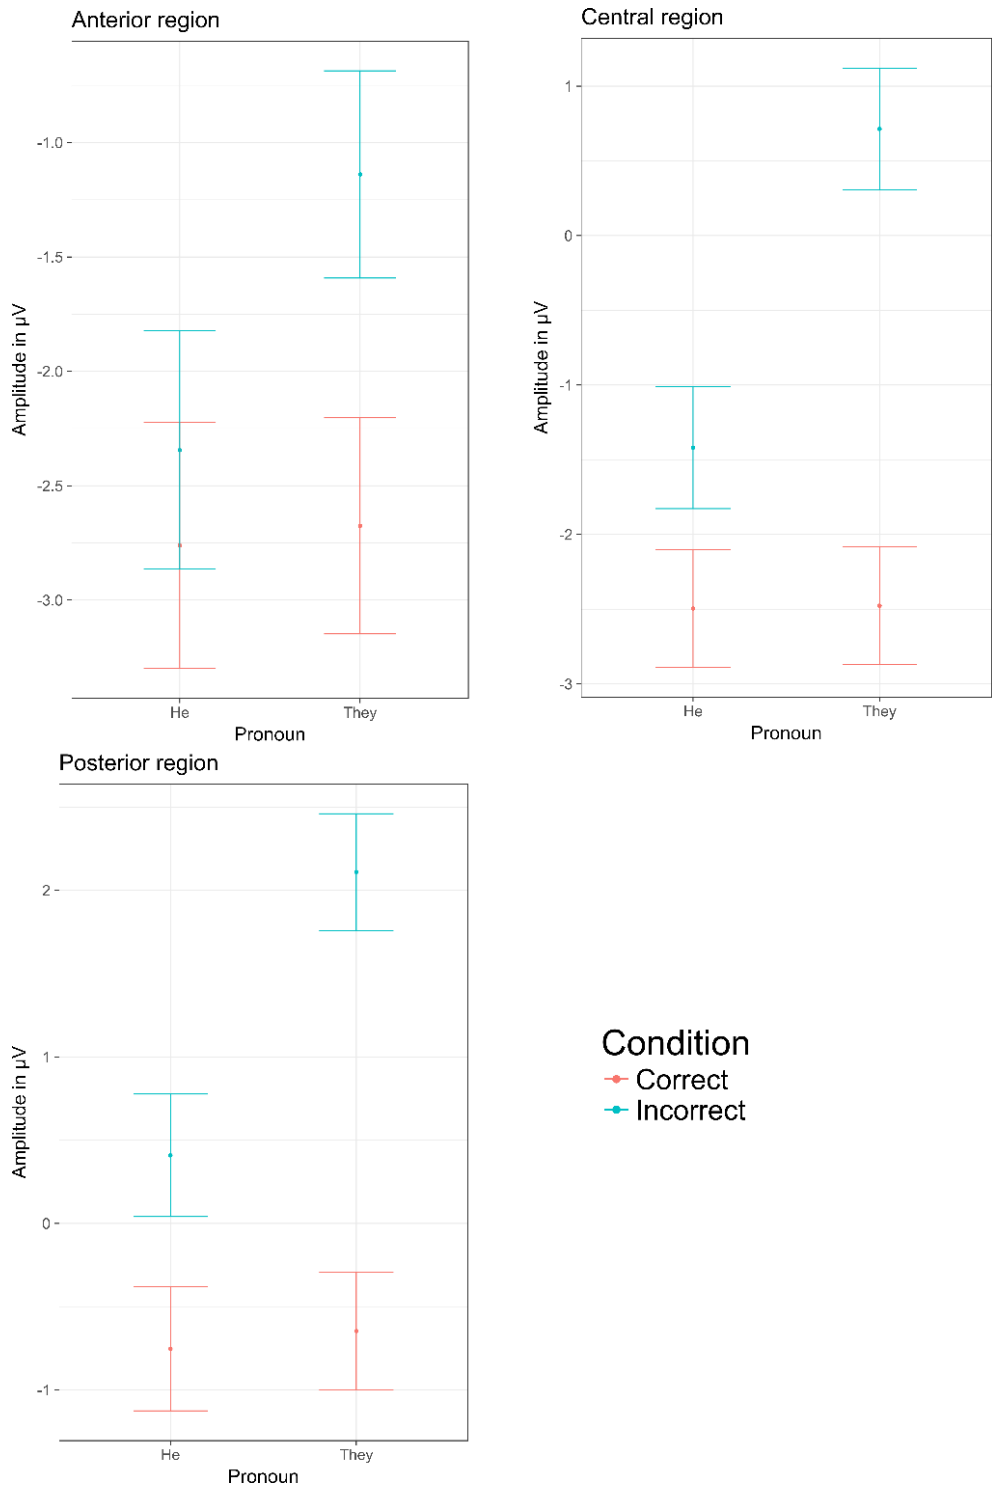 Anterior region
Amplitude in µV
-1.0
-1.5
-2.0
-2.5
-3.0
He They
Pronoun
Central region
Amplitude in µV
1
0
-1
-2
-3
He They
Pronoun
Posterior region
Amplitude in µV
2
1
0
-1
He They
Pronoun
Condition
Correct
Incorrect